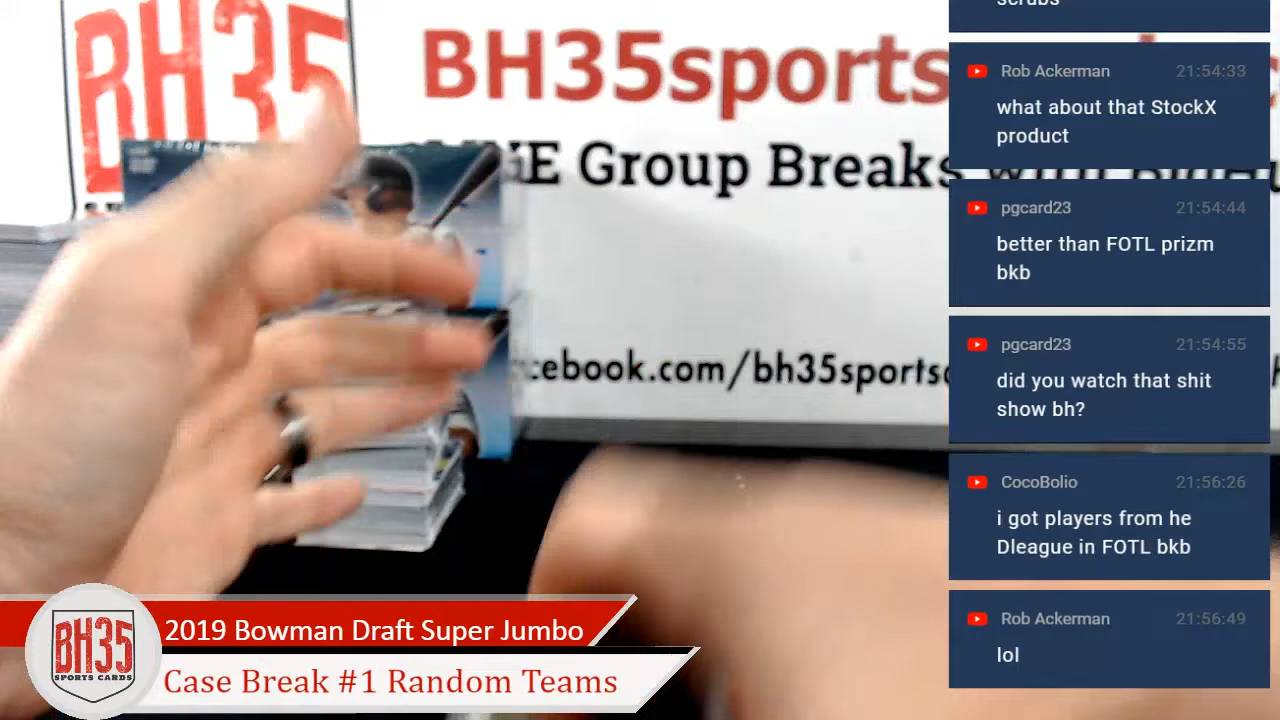 BH35
BH35sports
Group Breaks with
facebook.com/bh35sports
scrubs
Rob Ackerman 21:54:33
what about that StockX
product
pgcard23 21:54:44
better than FOTL prizm
bkb
pgcard23 21:54:55
did you watch that shit
show bh?
CocoBolio 21:56:26
i got players from he
Dleague in FOTL bkb
Rob Ackerman 21:56:49
lol
BH35
SPORTS CARDS
2019 Bowman Draft Super Jumbo
Case Break #1 Random Teams